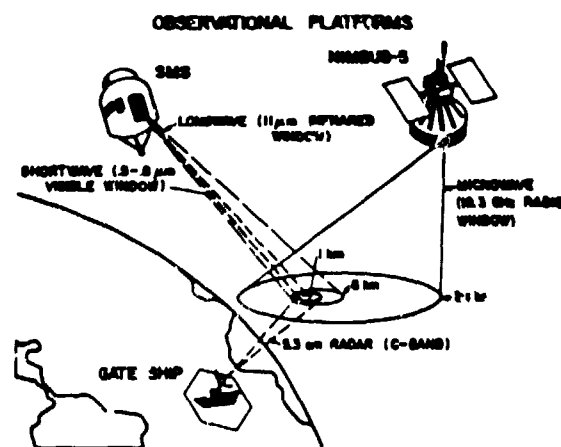 OBSERVATIONAL PLATFORMS
SMS
NIMBUS-5
LONGWAVE (11µm INFRARED
WINDOW)
SHORTWAVE (.5-.8 µm
VISIBLE WINDOW)
MICROWAVE
(19.3 GHz RADIO
WINDOW)
1 km
8 km
5.3 cm RADAR (C-BAND)
GATE SHIP